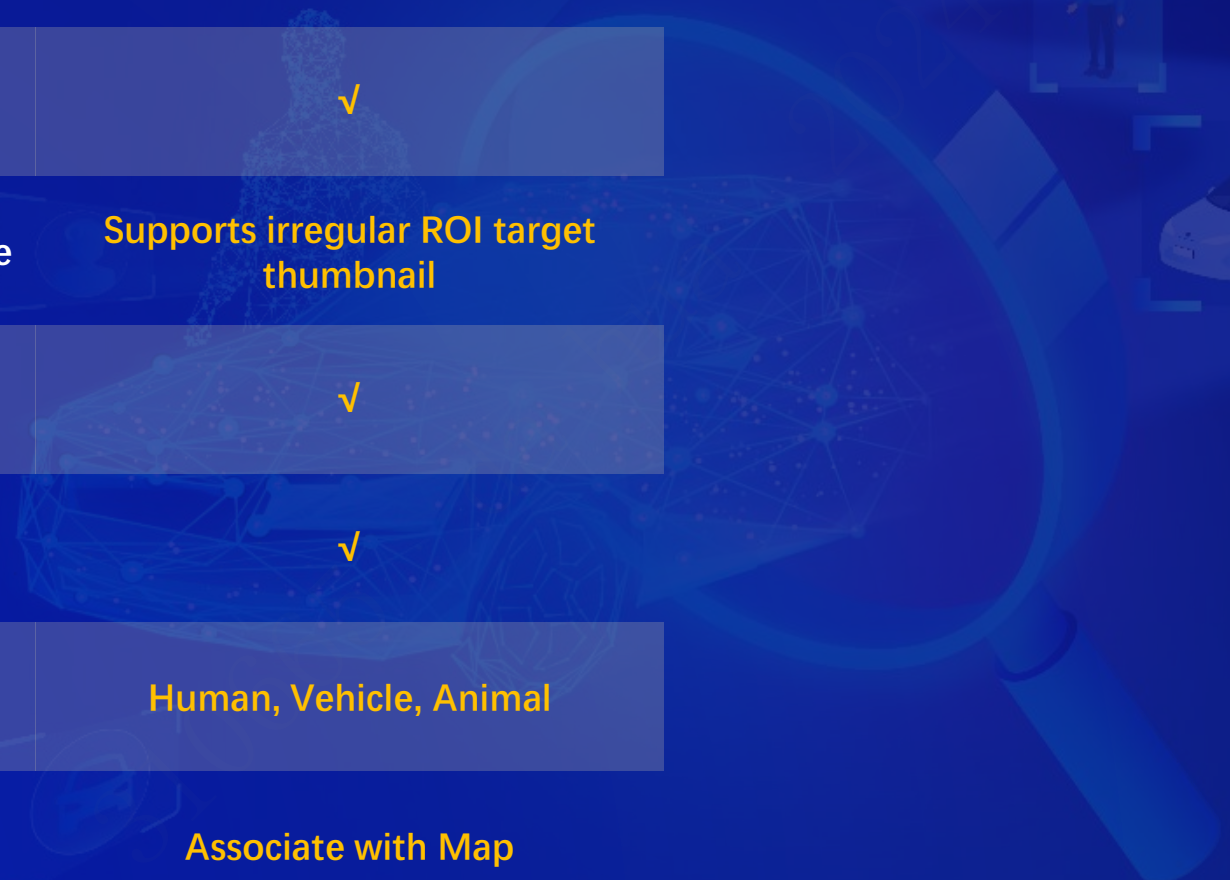 √
Supports irregular ROI target
e
thumbnail
√
√
Human, Vehicle, Animal
Associate with Map